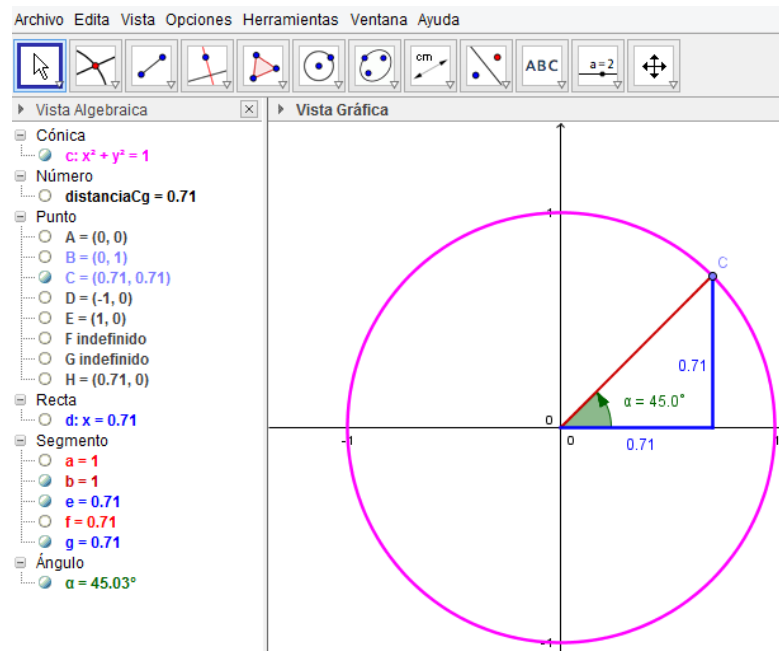 Archivo Edita Vista Opciones Herramientas Ventana Ayuda
cm
ABC
a=2
Vista Algebraica
Vista Gráfica
Cónica
c: x² + y² = 1
Número
distanciaCg = 0.71
Punto
A = (0, 0)
B = (0, 1)
C = (0.71, 0.71)
D = (-1, 0)
E = (1, 0)
F indefinido
G indefinido
H = (0.71, 0)
Recta
d: x = 0.71
Segmento
a = 1
b = 1
e = 0.71
f = 0.71
g = 0.71
Ángulo
α = 45.03°
1
C
0.71
α = 45.0°
0
-1
0
0.71
1
-1